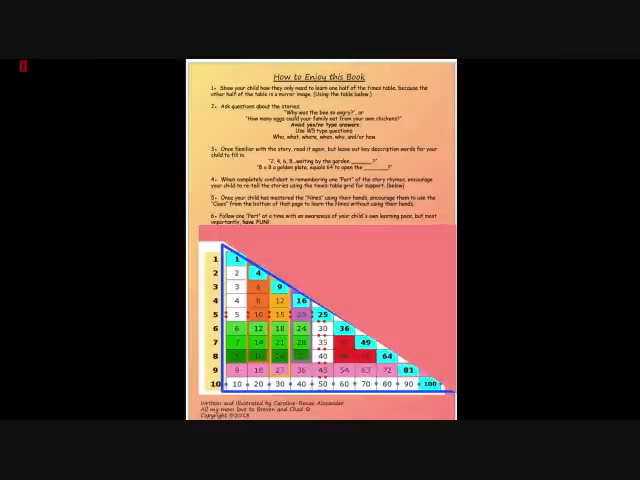 How to Enjoy this Book
1. Show your child how they only need to learn one half of the times table, because the
other half of the table is a mirror image. (Using the table below.)
2. Ask questions about the stories:
"Why was the bee so angry?", or
"How many eggs could your family eat from your own chickens?"
Avoid yes/no type answers:
Use W5 type questions
Who, what, where, when, why, and/or how
3. Once familiar with the story, read it again, but leave out key description words for your
child to fill in.
"2, 4, 6, 8, waiting by the garden ______?"
"8 x 8 a golden plate, equals 64 to open the ______?"
4. When completely confident in remembering one "Part" of the story rhymes, encourage
your child to re-tell the stories using the times-table grid for support. (below)
5. Once your child has mastered the "Nines" using their hands, encourage them to use the
"Clues" from the bottom of that page to learn the Nines without using their hands.
6. Follow one "Part" at a time with an awareness of your child's own learning pace, but most
importantly, have FUN!
1 1
2 2 4
3 3 6 9
4 4 8 12 16
5 5 10 15 20 25
6 6 12 18 24 30 36
7 7 14 21 28 35 49
8 40 64
9 9 18 27 36 45 54 63 72 81
10 10 20 30 40 50 60 70 80 90 100
Written and illustrated by Caroline-Renee Alexander
All my mom love to Breven and Chad ☺
Copyright ©2013